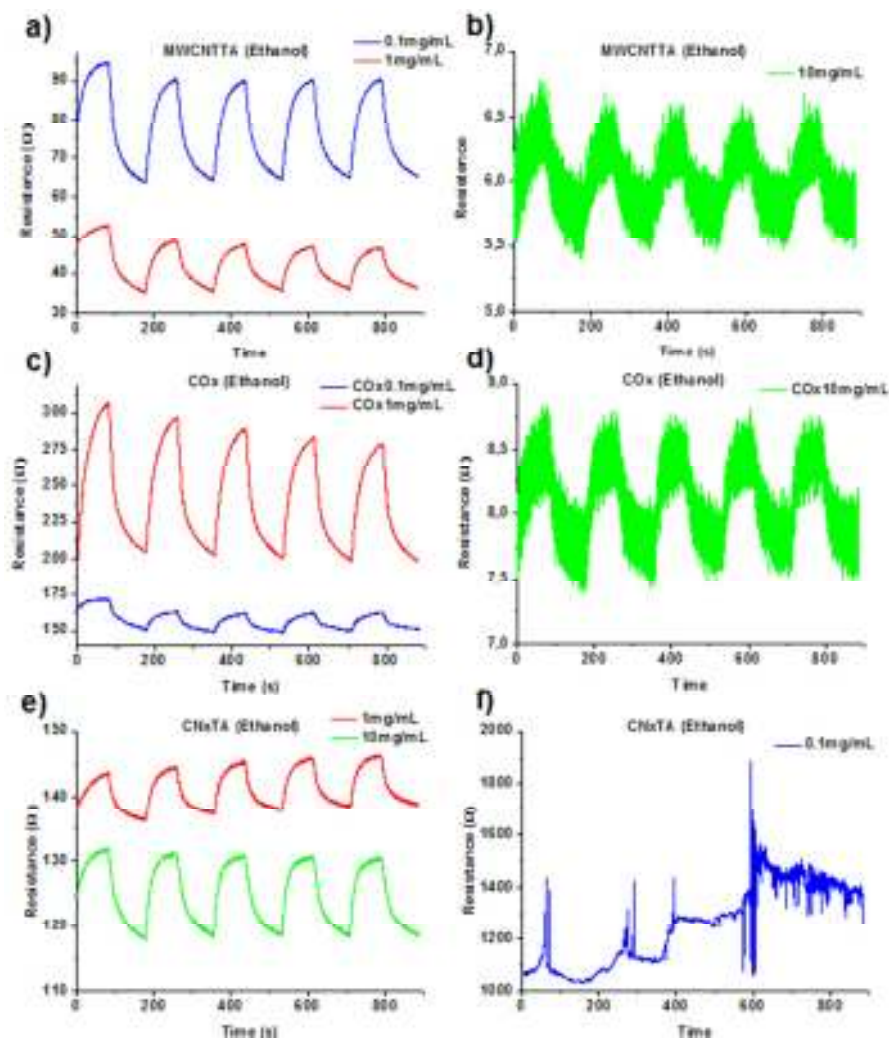 a)
MWCNTTA (Ethanol)
0.1mg/mL
1mg/mL
Resistance (Ω)
90
80
70
60
50
40
30
0
200
400
600
800
Time
b)
MWCNTTA (Ethanol)
10mg/mL
Resistance
7,0
6,5
6,0
5,5
5,0
0
200
400
600
800
Time (s)
c)
COx (Ethanol)
COx 0.1mg/mL
COx 1mg/mL
Resistance (Ω)
300
275
250
225
200
175
150
0
200
400
600
800
Time (s)
d)
COx (Ethanol)
COx 10mg/mL
Resistance (Ω)
9,0
8,5
8,0
7,5
7,0
0
200
400
600
800
Time
e)
CNxTA (Ethanol)
1mg/mL
10mg/mL
Resistance (Ω)
150
140
130
120
110
0
200
400
600
800
Time (s)
f)
CNxTA (Ethanol)
0.1mg/mL
Resistance (Ω)
2000
1800
1600
1400
1200
1000
0
200
400
600
800
Time